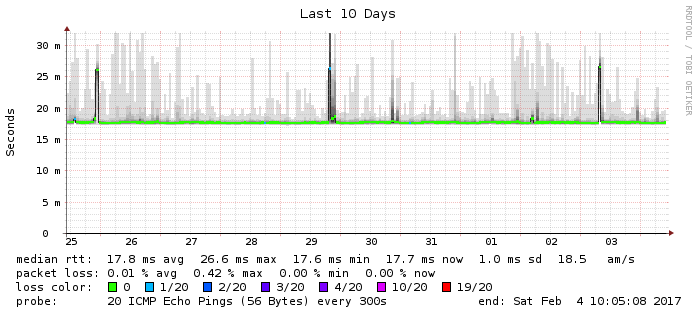 Last 10 Days
RRDTOOL / TOBI OETIKER
Seconds
30 m
25 m
20 m
15 m
10 m
5 m
0
25 26 27 28 29 30 31 01 02 03
median rtt: 17.8 ms avg 26.6 ms max 17.6 ms min 17.7 ms now 1.0 ms sd 18.5 am/s
packet loss: 0.01 % avg 0.42 % max 0.00 % min 0.00 % now
loss color: 0 1/20 2/20 3/20 4/20 10/20 19/20
probe: 20 ICMP Echo Pings (56 Bytes) every 300s end: Sat Feb 4 10:05:08 2017